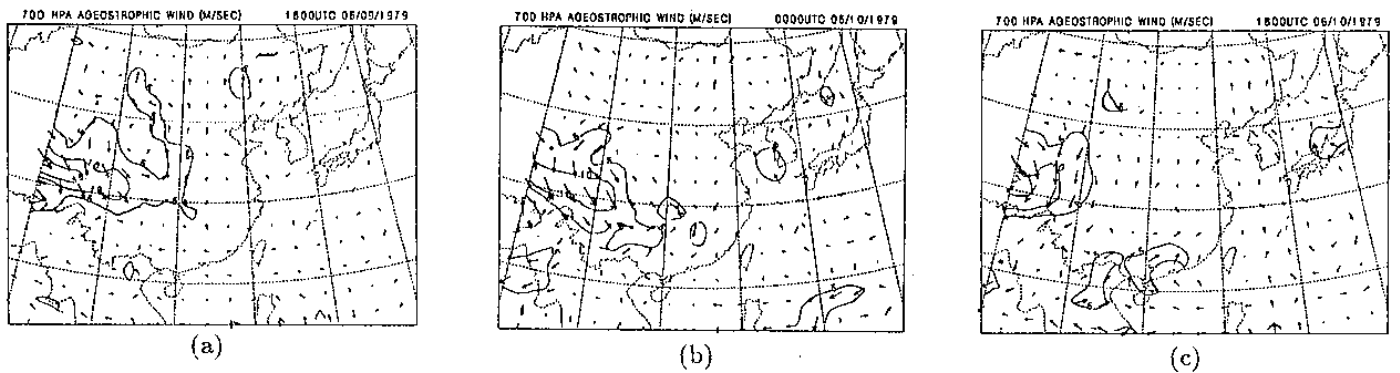 700 HPA AGEOSTROPHIC WIND (M/SEC) 1800UTC 06/09/1979
700 HPA AGEOSTROPHIC WIND (M/SEC) 0000UTC 06/10/1979
700 HPA AGEOSTROPHIC WIND (M/SEC) 1800UTC 06/10/1979
(a)
(b)
(c)